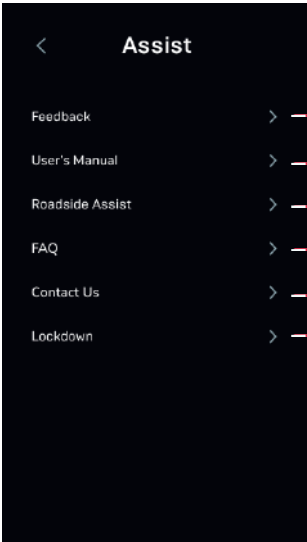 Assist
Feedback
User's Manual
Roadside Assist
FAQ
Contact Us
Lockdown